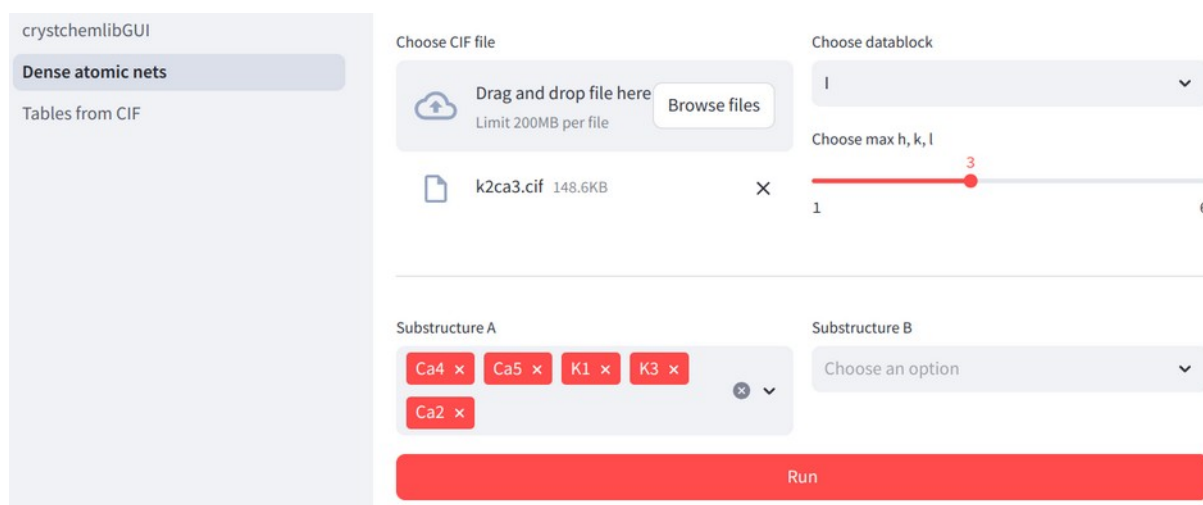 crystchemlibGUI
Dense atomic nets
Tables from CIF
Choose CIF file
Drag and drop file here
Limit 200MB per file
Browse files
k2ca3.cif 148.6KB
Choose datablock
I
Choose max h, k, l
3
1
6
Substructure A
Ca4 × Ca5 × K1 × K3 ×
Ca2 ×
Substructure B
Choose an option
Run